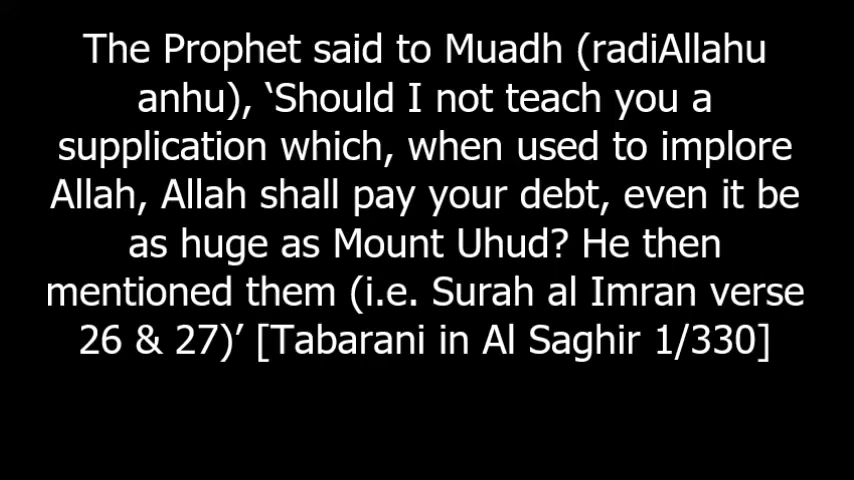 The Prophet said to Muadh (radiAllahu
anhu), ‘Should I not teach you a
supplication which, when used to implore
Allah, Allah shall pay your debt, even it be
as huge as Mount Uhud? He then
mentioned them (i.e. Surah al Imran verse
26 & 27)’ [Tabarani in Al Saghir 1/330]